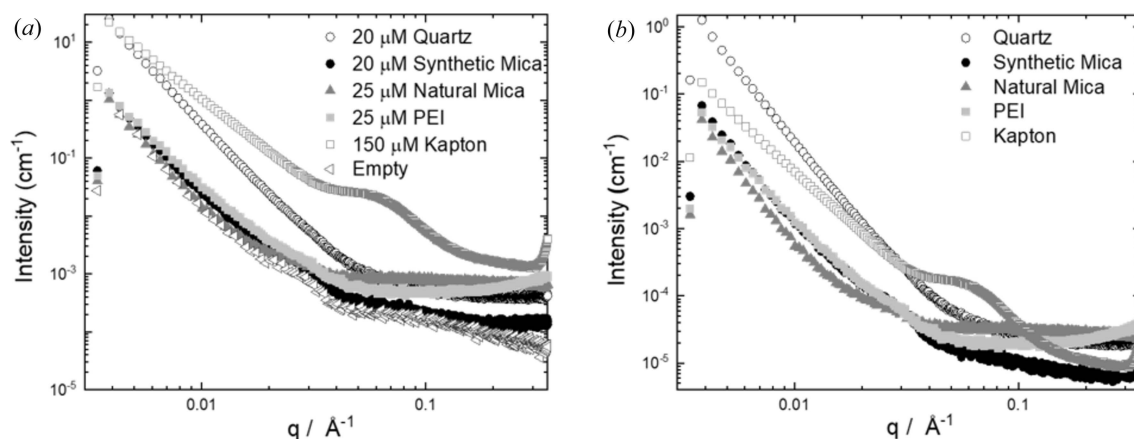 (a)
10¹
10⁻¹
10⁻³
10⁻⁵
Intensity (cm⁻¹)
20 μM Quartz
20 μM Synthetic Mica
25 μM Natural Mica
25 μM PEI
150 μM Kapton
Empty
0.01
0.1
q / Å⁻¹
(b)
10⁰
10⁻¹
10⁻²
10⁻³
10⁻⁴
10⁻⁵
Intensity (cm⁻¹)
Quartz
Synthetic Mica
Natural Mica
PEI
Kapton
0.01
0.1
q / Å⁻¹